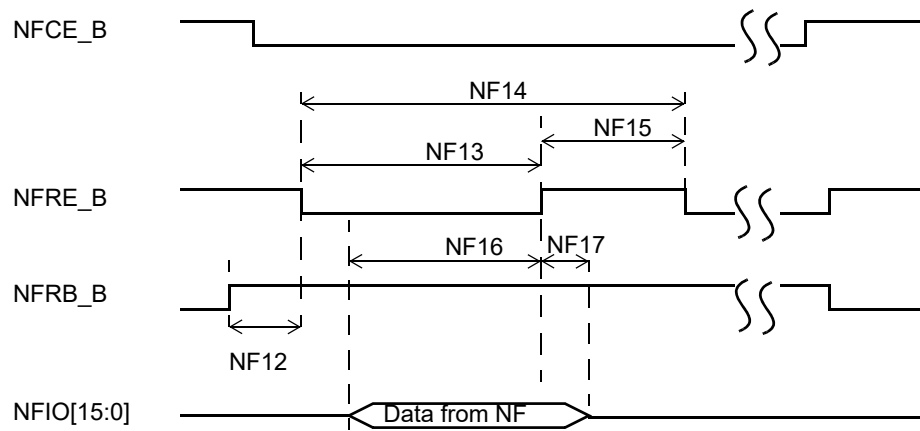 NFCE_B
NF14
NF15
NF13
NFRE_B
NF16
NF17
NFRB_B
NF12
NFIO[15:0]
Data from NF